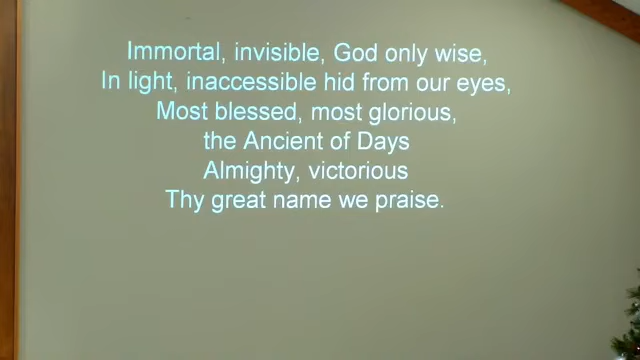 Immortal, invisible, God only wise,
In light, inaccessible hid from our eyes,
Most blessed, most glorious,
the Ancient of Days
Almighty, victorious
Thy great name we praise.